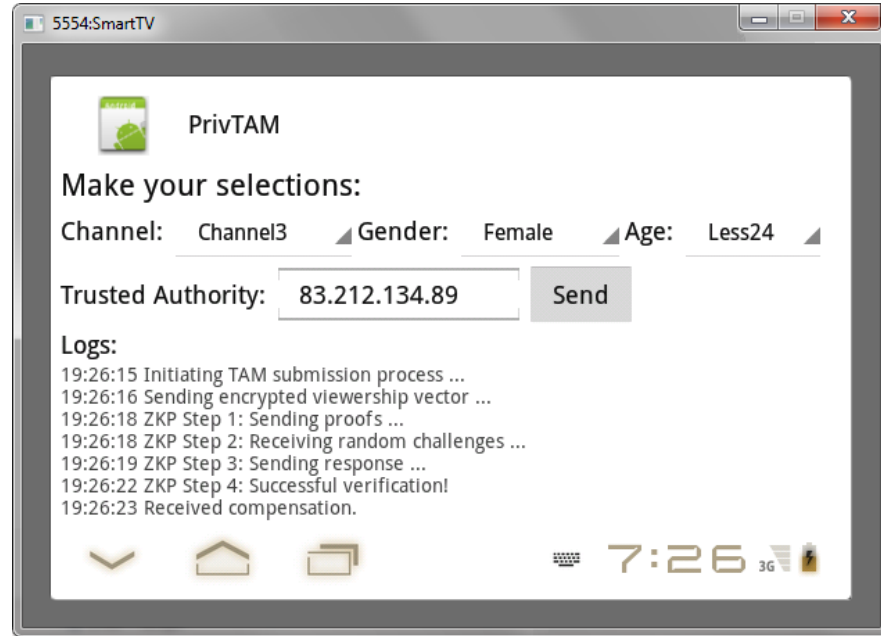 5554:SmartTV
PrivTAM
Make your selections:
Channel: Channel3 Gender: Female Age: Less24
Trusted Authority: 83.212.134.89 Send
Logs:
19:26:15 Initiating TAM submission process ...
19:26:16 Sending encrypted viewership vector ...
19:26:18 ZKP Step 1: Sending proofs ...
19:26:18 ZKP Step 2: Receiving random challenges ...
19:26:19 ZKP Step 3: Sending response ...
19:26:22 ZKP Step 4: Successful verification!
19:26:23 Received compensation.
7:26 3G